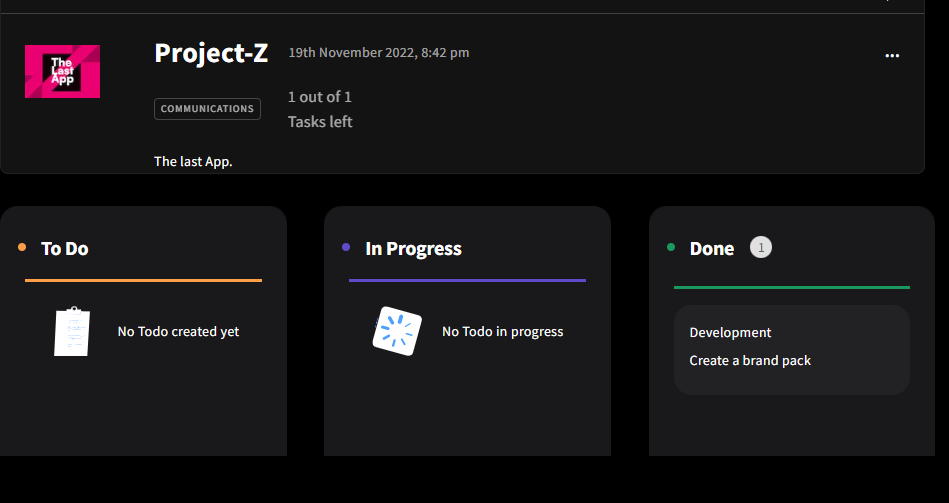 The
Last
App
Project-Z
19th November 2022, 8:42 pm
COMMUNICATIONS
1 out of 1
Tasks left
The last App.
To Do
No Todo created yet
In Progress
No Todo in progress
Done 1
Development
Create a brand pack